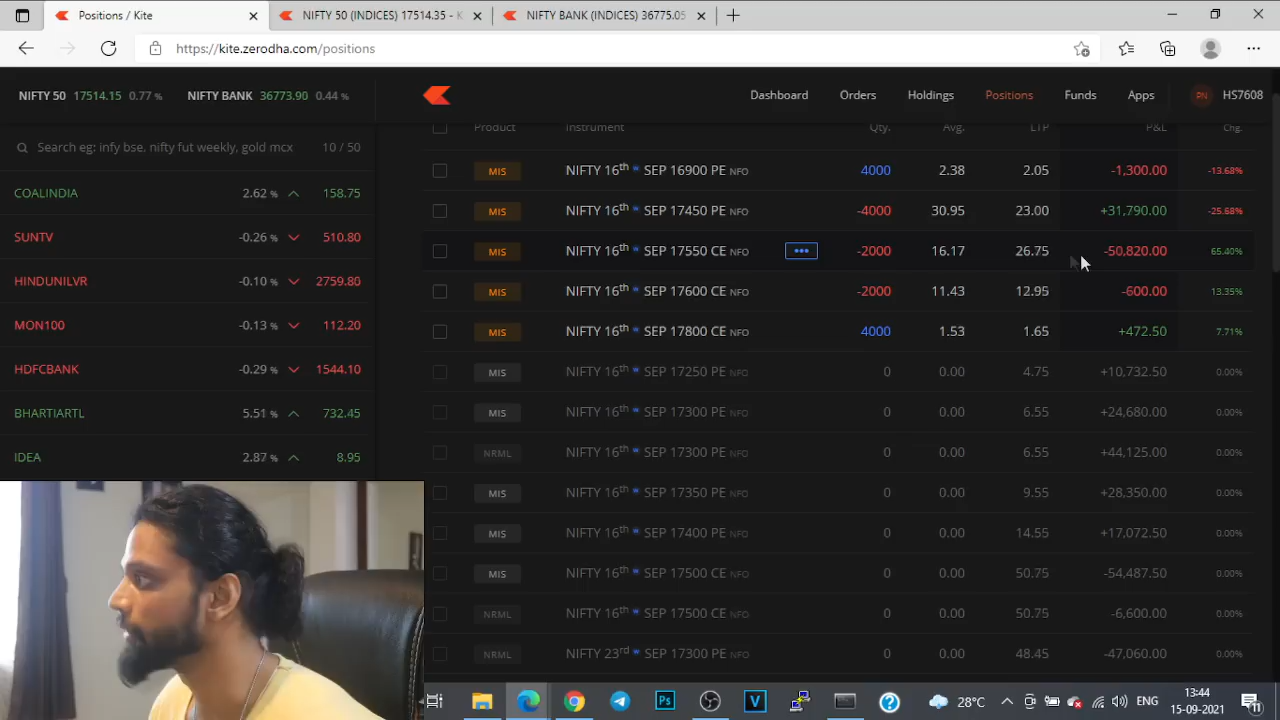 Positions / Kite
NIFTY 50 (INDICES) 17514.35 - K
NIFTY BANK (INDICES) 36775.05
https://kite.zerodha.com/positions
NIFTY 50 17514.15 0.77 %
NIFTY BANK 36773.90 0.44 %
Dashboard Orders Holdings Positions Funds Apps PN HS7608
Search eg: infy bse, nifty fut weekly, gold mcx 10 / 50
COALINDIA 2.62 % 158.75
SUNTV -0.26 % 510.80
HINDUNILVR -0.10 % 2759.80
MON100 -0.13 % 112.20
HDFCBANK -0.29 % 1544.10
BHARTIARTL 5.51 % 732.45
IDEA 2.87 % 8.95
Product Instrument Qty. Avg. LTP P&L Chg.
MIS NIFTY 16th w SEP 16900 PE NFO 4000 2.38 2.05 -1,300.00 -13.68%
MIS NIFTY 16th w SEP 17450 PE NFO -4000 30.95 23.00 +31,790.00 -25.68%
MIS NIFTY 16th w SEP 17550 CE NFO ••• -2000 16.17 26.75 -50,820.00 65.40%
MIS NIFTY 16th w SEP 17600 CE NFO -2000 11.43 12.95 -600.00 13.35%
MIS NIFTY 16th w SEP 17800 CE NFO 4000 1.53 1.65 +472.50 7.71%
MIS NIFTY 16th w SEP 17250 PE NFO 0 0.00 4.75 +10,732.50 0.00%
MIS NIFTY 16th w SEP 17300 PE NFO 0 0.00 6.55 +24,680.00 0.00%
NRML NIFTY 16th w SEP 17300 PE NFO 0 0.00 6.55 +44,125.00 0.00%
MIS NIFTY 16th w SEP 17350 PE NFO 0 0.00 9.55 +28,350.00 0.00%
MIS NIFTY 16th w SEP 17400 PE NFO 0 0.00 14.55 +17,072.50 0.00%
MIS NIFTY 16th w SEP 17500 CE NFO 0 0.00 50.75 -54,487.50 0.00%
NRML NIFTY 16th w SEP 17500 CE NFO 0 0.00 50.75 -6,600.00 0.00%
NRML NIFTY 23rd w SEP 17300 PE NFO 0 0.00 48.45 -47,060.00 0.00%
Ps V ? 28°C ENG 13:44
15-09-2021 11